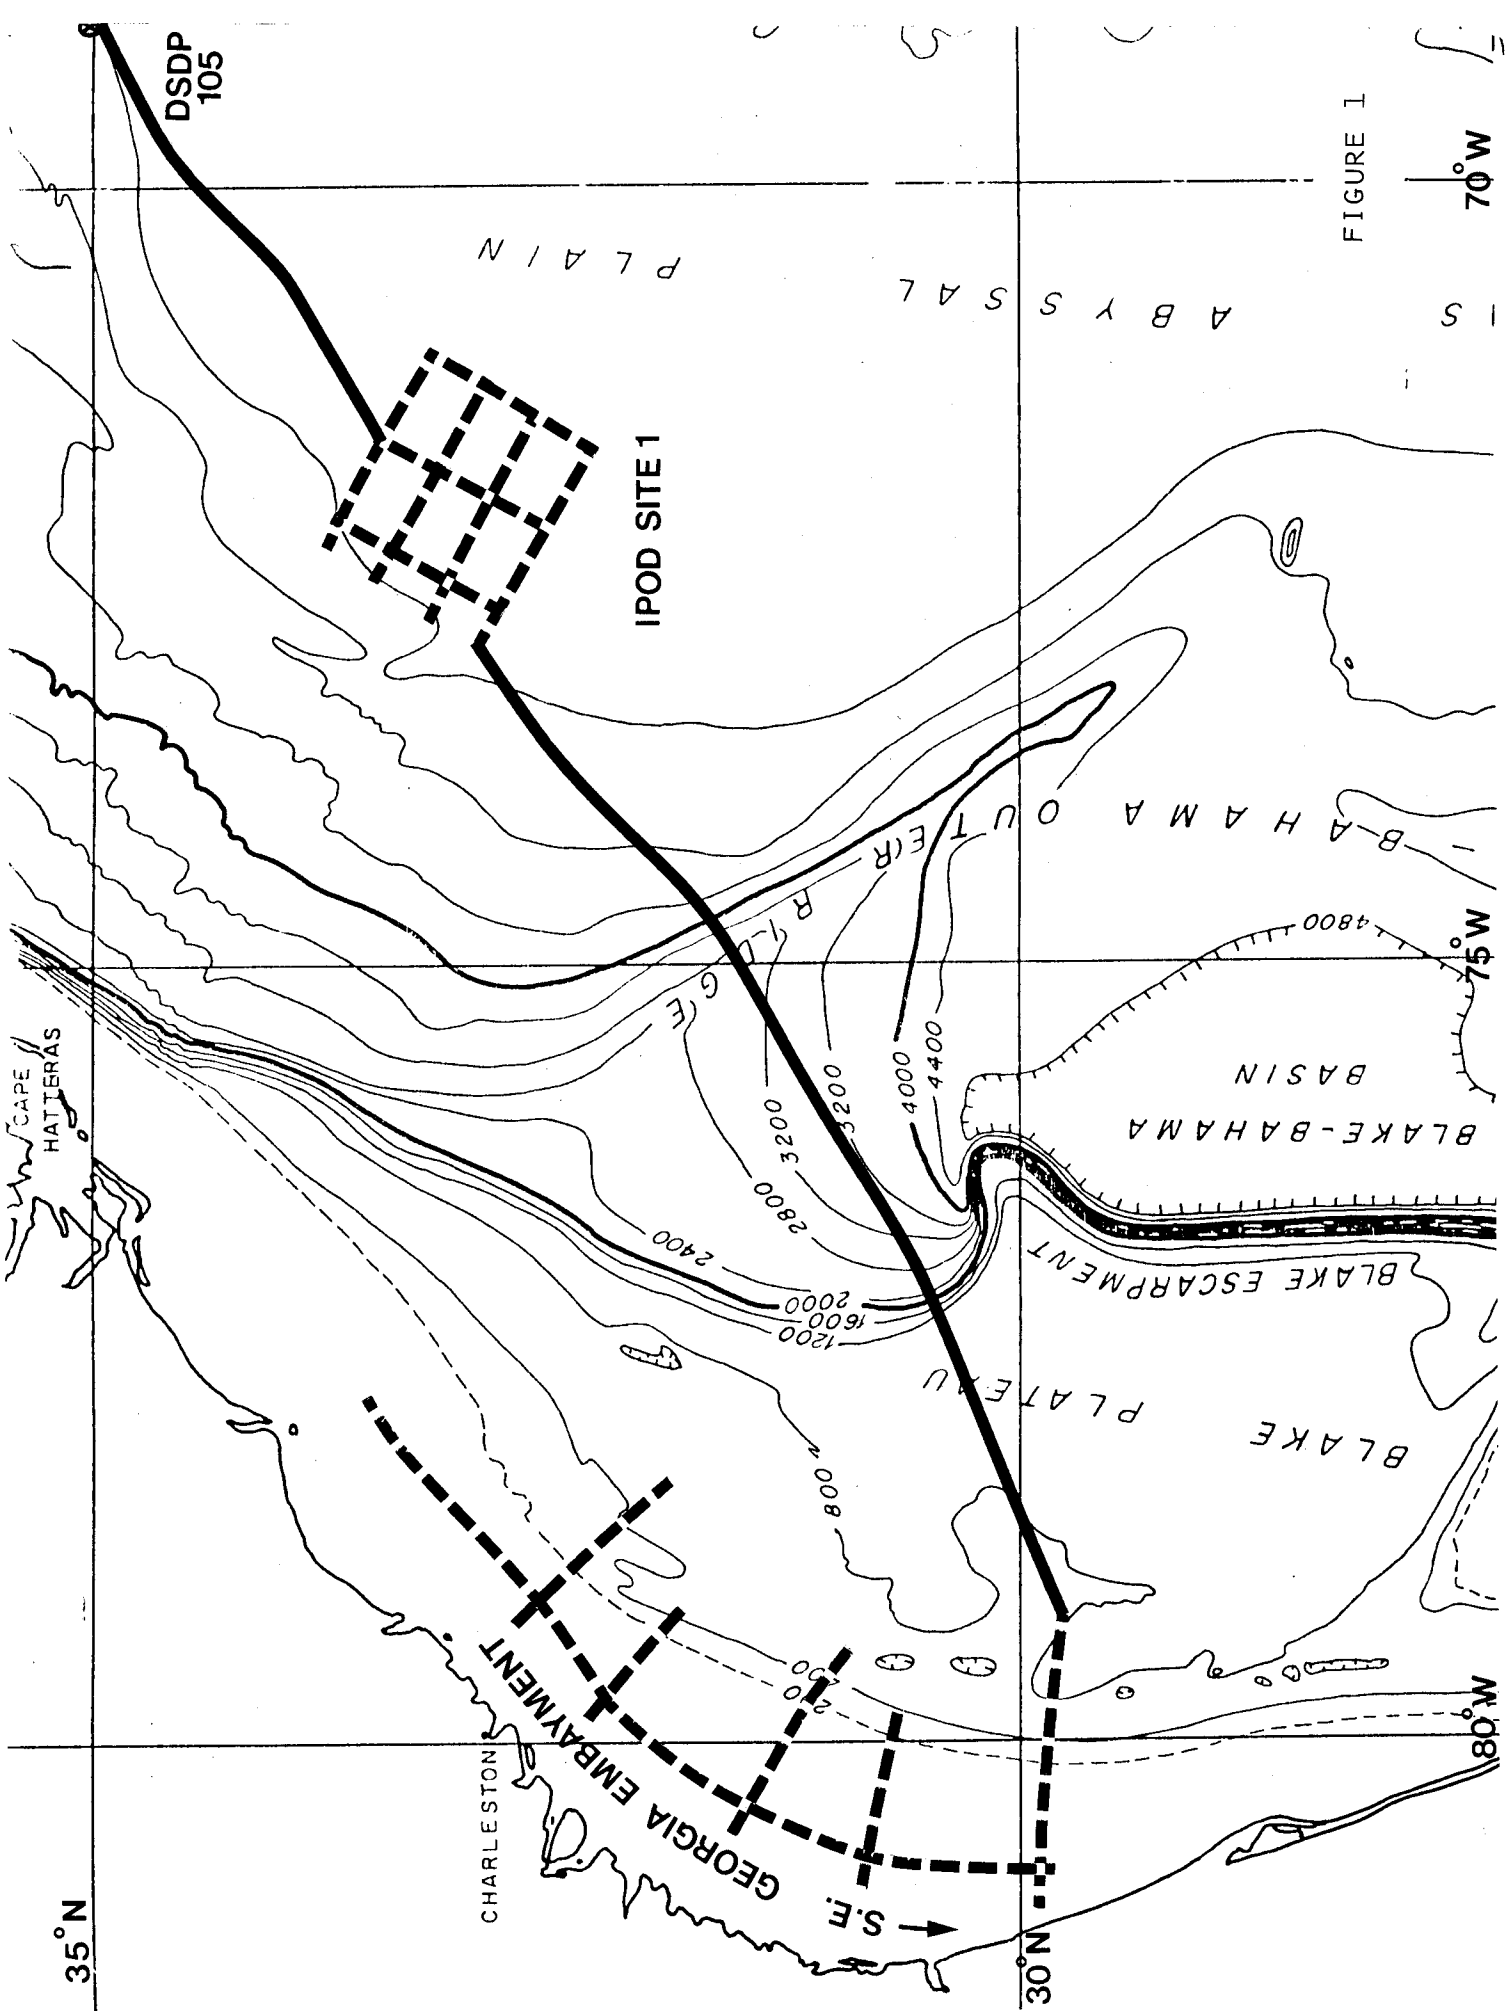 35°N
30°N
DSDP
105
CAPE
HATTERAS
CHARLESTON
S.E. GEORGIA EMBAYMENT
IPOD SITE 1
ABYSSAL PLAIN
BLAKE-BAHAMA OUTER RIDGE
BLAKE PLATEAU
BLAKE ESCARPMENT
BLAKE-BAHAMA
BASIN
20
200
800
1200
1600
2000
2400
2800
3200
3200
4000
4400
4800
80°W
75°W
70°W
FIGURE 1